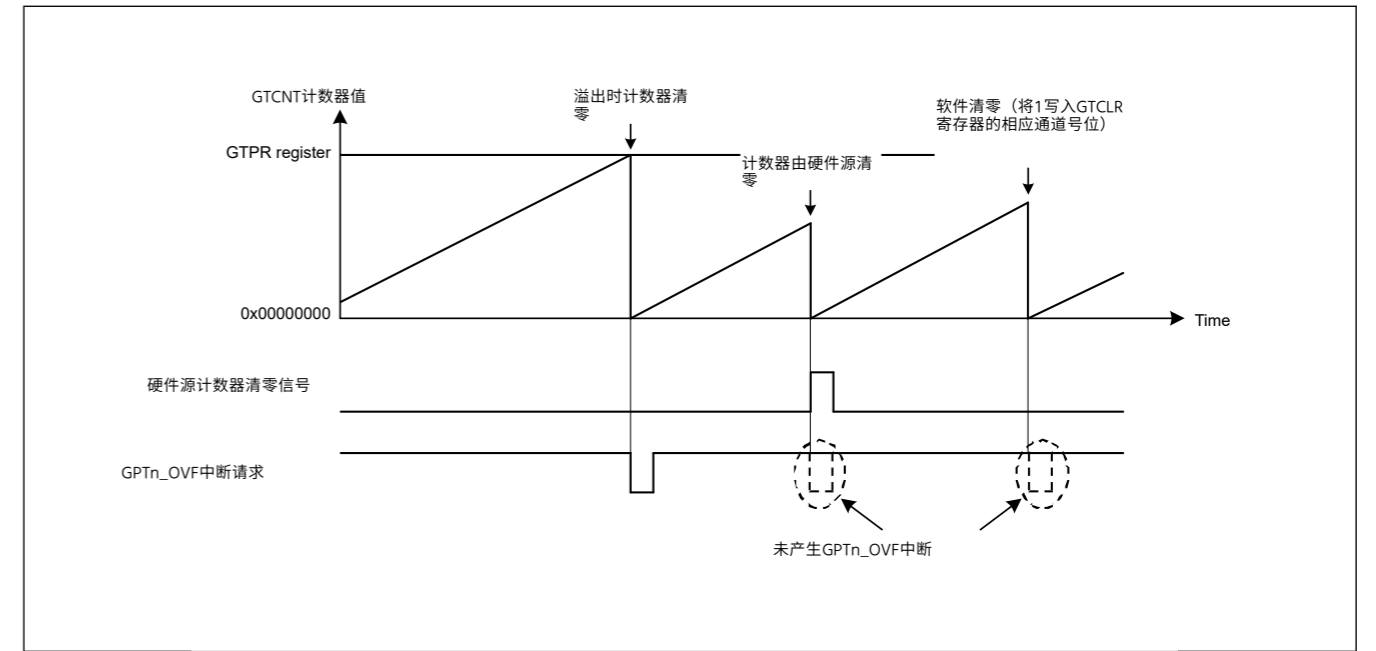 GTCNT计数器值
溢出时计数器清
零
软件清零（将1写入GTCLR
寄存器的相应通道号位）
GTPR register
计数器由硬件源清
零
0x00000000
Time
硬件源计数器清零信号
GPTn_OVF中断请求
未产生GPTn_OVF中断